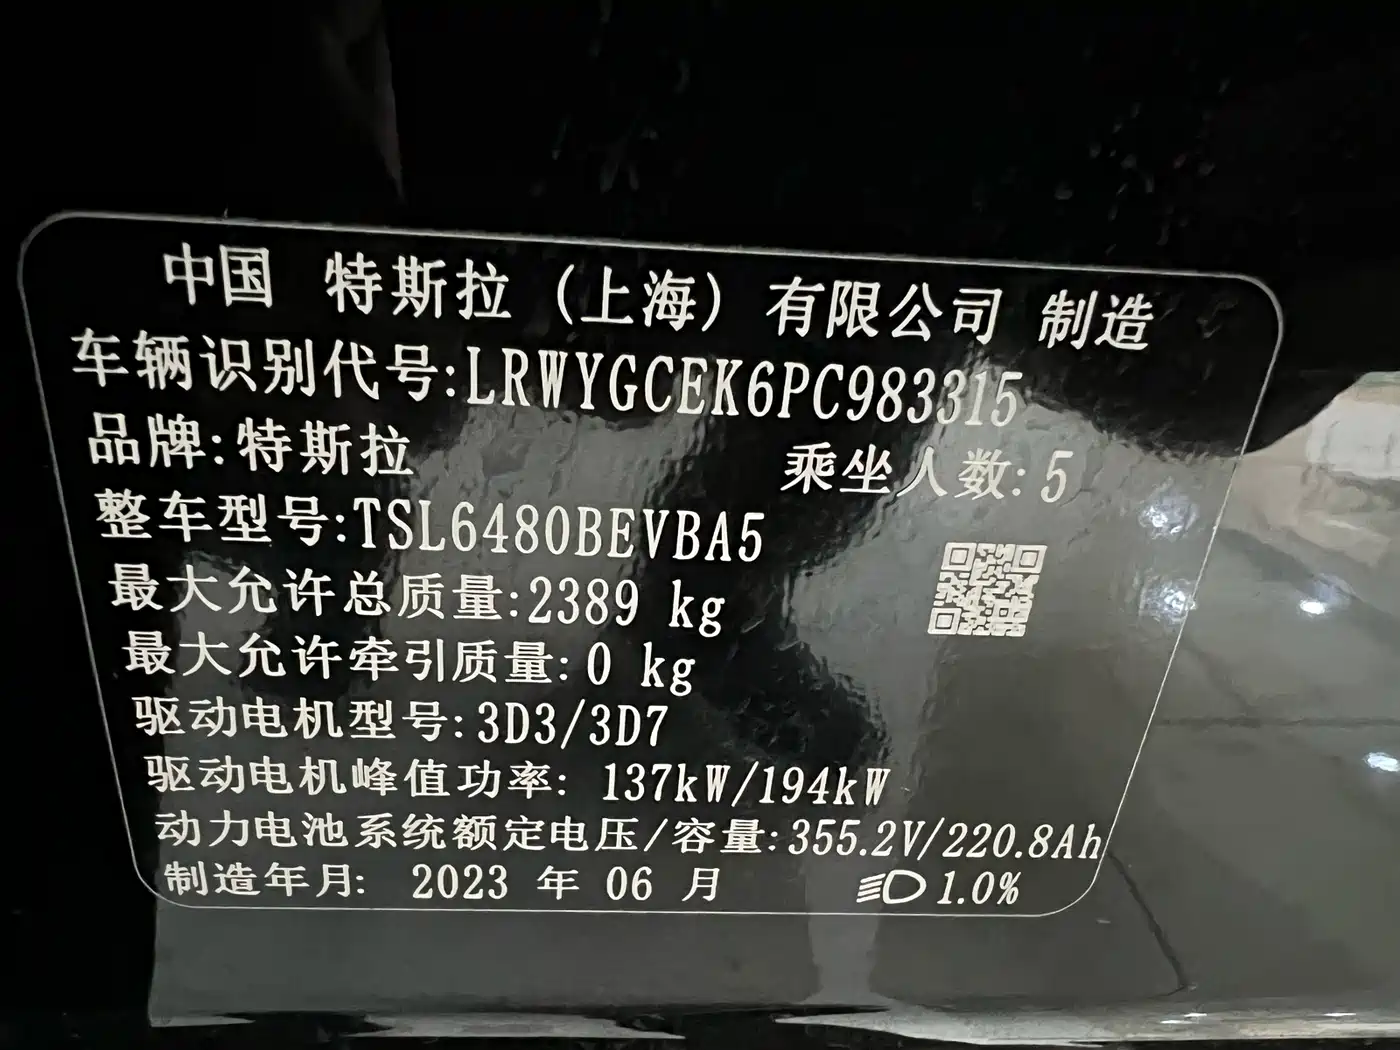 中国 特斯拉（上海）有限公司 制造
车辆识别代号:LRWYGCEK6PC983315
品牌:特斯拉 乘坐人数:5
整车型号:TSL6480BEVBA5
最大允许总质量:2389 kg
最大允许牵引质量:0 kg
驱动电机型号:3D3/3D7
驱动电机峰值功率: 137kW/194kW
动力电池系统额定电压/容量:355.2V/220.8Ah
制造年月: 2023 年 06 月 1.0%